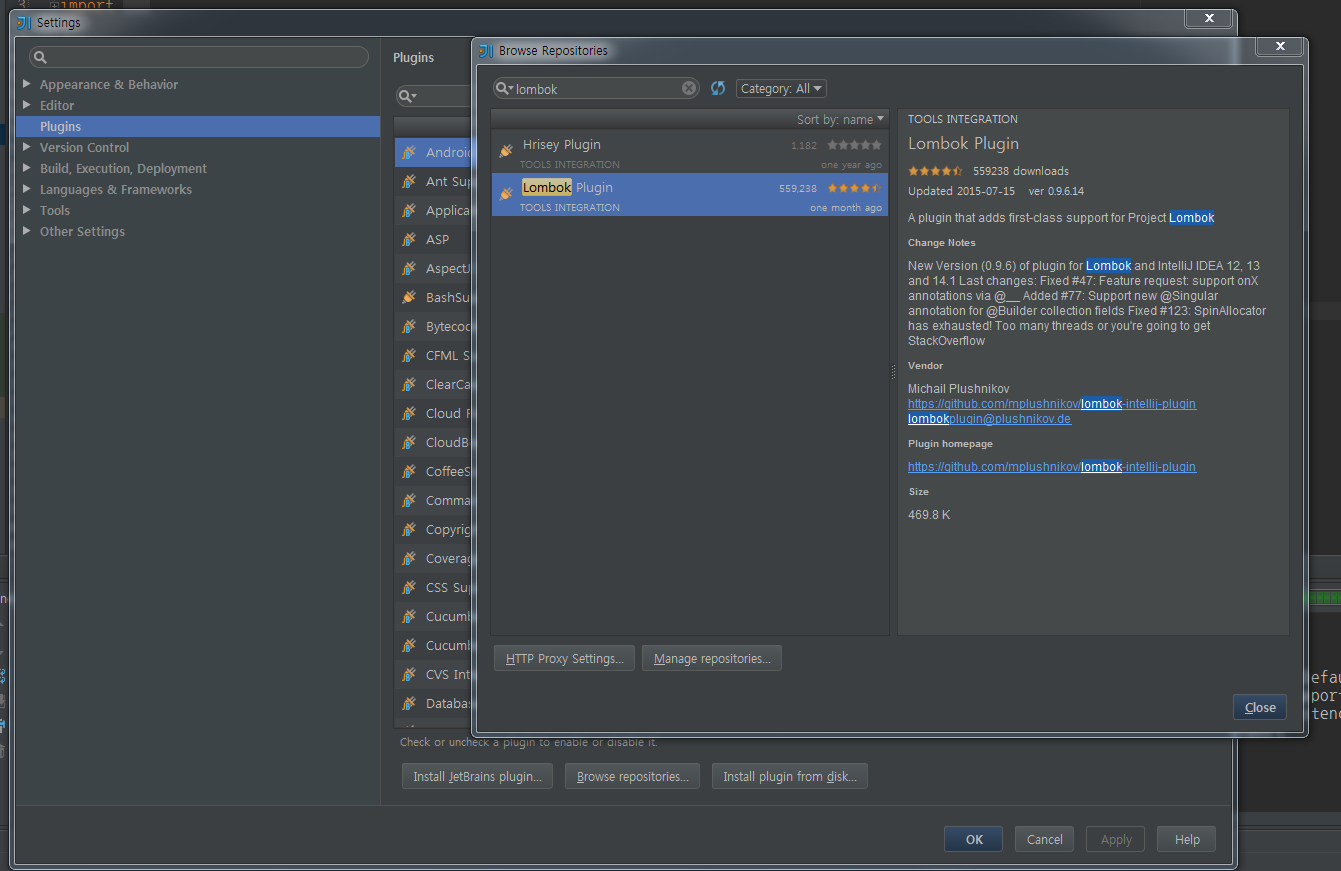 3
import
Settings
Appearance & Behavior
Editor
Plugins
Version Control
Build, Execution, Deployment
Languages & Frameworks
Tools
Other Settings
Plugins
Android
Ant Sup
Applica
ASP
AspectJ
BashSu
Bytecoc
CFML S
ClearCa
Cloud F
CloudB
CoffeeS
Comma
Copyrig
Coverag
CSS Sup
Cucumb
Cucumb
CVS Int
Databas
Check or uncheck a plugin to enable or disable it.
Install JetBrains plugin...
Browse repositories...
Install plugin from disk...
OK
Cancel
Apply
Help
Browse Repositories
lombok
Category: All
Sort by: name
Hrisey Plugin
1,182
TOOLS INTEGRATION
one year ago
Lombok Plugin
559,238
TOOLS INTEGRATION
one month ago
TOOLS INTEGRATION
Lombok Plugin
559238 downloads
Updated 2015-07-15 ver 0.9.6.14
A plugin that adds first-class support for Project Lombok
Change Notes
New Version (0.9.6) of plugin for Lombok and IntelliJ IDEA 12, 13
and 14.1 Last changes: Fixed #47: Feature request: support onX
annotations via @__ Added #77: Support new @Singular
annotation for @Builder collection fields Fixed #123: SpinAllocator
has exhausted! Too many threads or you're going to get
StackOverflow
Vendor
Michail Plushnikov
https://github.com/mplushnikov/lombok-intellij-plugin
lombokplugin@plushnikov.de
Plugin homepage
https://github.com/mplushnikov/lombok-intellij-plugin
Size
469.8 K
HTTP Proxy Settings...
Manage repositories...
Close
efau
port
tenc